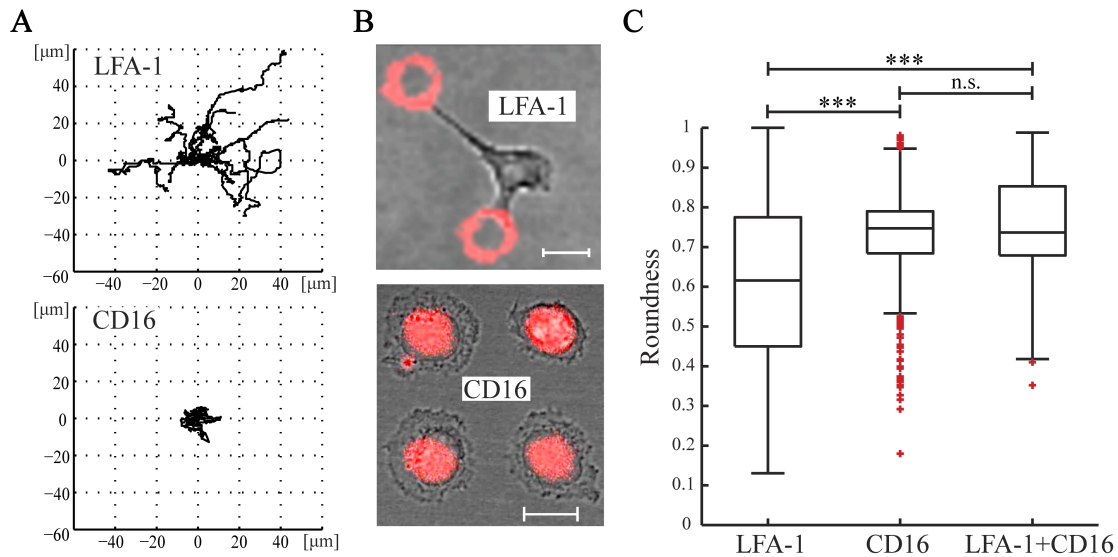 A
[μm]
LFA-1
40
20
0
−20
−40
−60
−40 −20 0 20 40 [μm]
[μm]
CD16
40
20
0
−20
−40
−60
−40 −20 0 20 40 [μm]
B
LFA-1
CD16
C
***
n.s.
***
Roundness
1
0.9
0.8
0.7
0.6
0.5
0.4
0.3
0.2
0.1
0
LFA-1 CD16 LFA-1+CD16